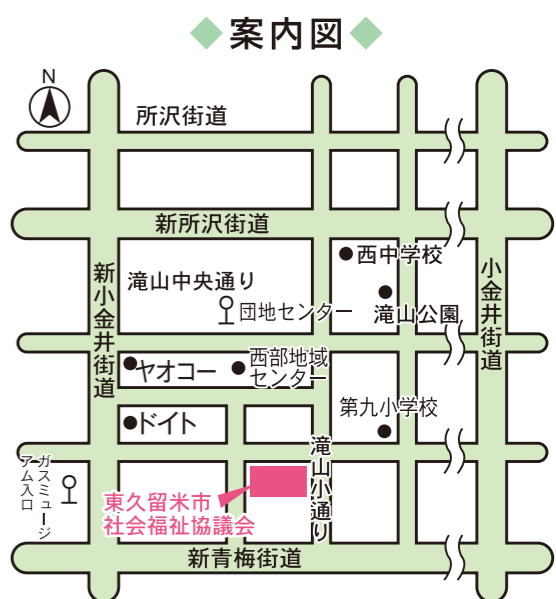 案内図
N
所沢街道
新所沢街道
西中学校
滝山中央通り
団地センター
滝山公園
新小金井街道
小金井街道
ヤオコー
西部地域
センター
第九小学校
ドイト
滝山小通り
ガスミュージ
アム入口
東久留米市
社会福祉協議会
新青梅街道